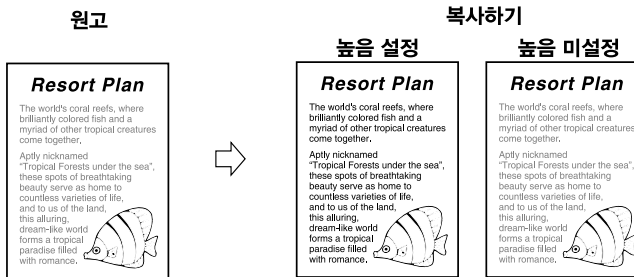 원고
복사하기
높음 설정
높음 미설정
Resort Plan
The world's coral reefs, where
brilliantly colored fish and a
myriad of other tropical creatures
come together.
Aptly nicknamed
“Tropical Forests under the sea”,
these spots of breathtaking
beauty serve as home to
countless varieties of life,
and to us of the land,
this alluring,
dream-like world
forms a tropical
paradise filled
with romance.
Resort Plan
The world's coral reefs, where
brilliantly colored fish and a
myriad of other tropical creatures
come together.
Aptly nicknamed
“Tropical Forests under the sea”,
these spots of breathtaking
beauty serve as home to
countless varieties of life,
and to us of the land,
this alluring,
dream-like world
forms a tropical
paradise filled
with romance.
Resort Plan
The world's coral reefs, where
brilliantly colored fish and a
myriad of other tropical creatures
come together.
Aptly nicknamed
“Tropical Forests under the sea”,
these spots of breathtaking
beauty serve as home to
countless varieties of life,
and to us of the land,
this alluring,
dream-like world
forms a tropical
paradise filled
with romance.